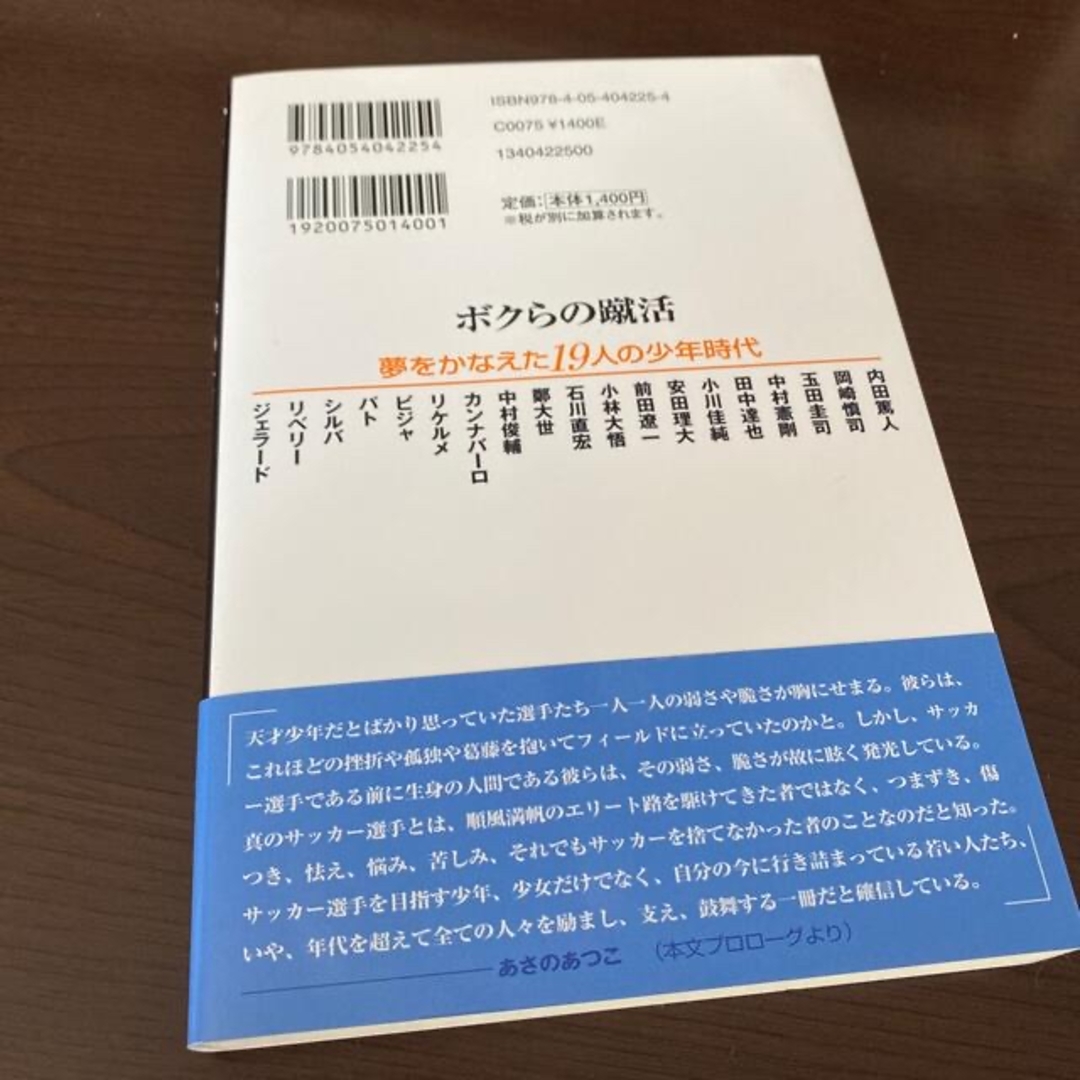 9784054042254
ISBN978-4-05-404225-4
C0075 ¥1400E
1340422500
1920075014001
定価：本体1,400円
※税が別に加算されます。
ボクらの蹴活
夢をかなえた19人の少年時代
内田篤人
岡崎慎司
玉田圭司
中村憲剛
田中達也
小川佳純
安田理大
前田遼一
小林大悟
石川直宏
鄭大世
中村俊輔
カンナバーロ
リケルメ
ビジャ
パト
シルバ
リベリー
ジェラード
「天才少年だとばかり思っていた選手たち一人一人の弱さや脆さが胸にせまる。彼らは、
これほどの挫折や孤独や葛藤を抱いてフィールドに立っていたのかと。しかし、サッカ
ー選手である前に生身の人間である彼らは、その弱さ、脆さが故に眩く発光している。
真のサッカー選手とは、順風満帆のエリート路を駆けてきた者ではなく、つまずき、傷
つき、怯え、悩み、苦しみ、それでもサッカーを捨てなかった者のことなのだと知った。
サッカー選手を目指す少年、少女だけでなく、自分の今に行き詰まっている若い人たち、
いや、年代を超えて全ての人々を励まし、支え、鼓舞する一冊だと確信している。」
――あさのあつこ （本文プロローグより）